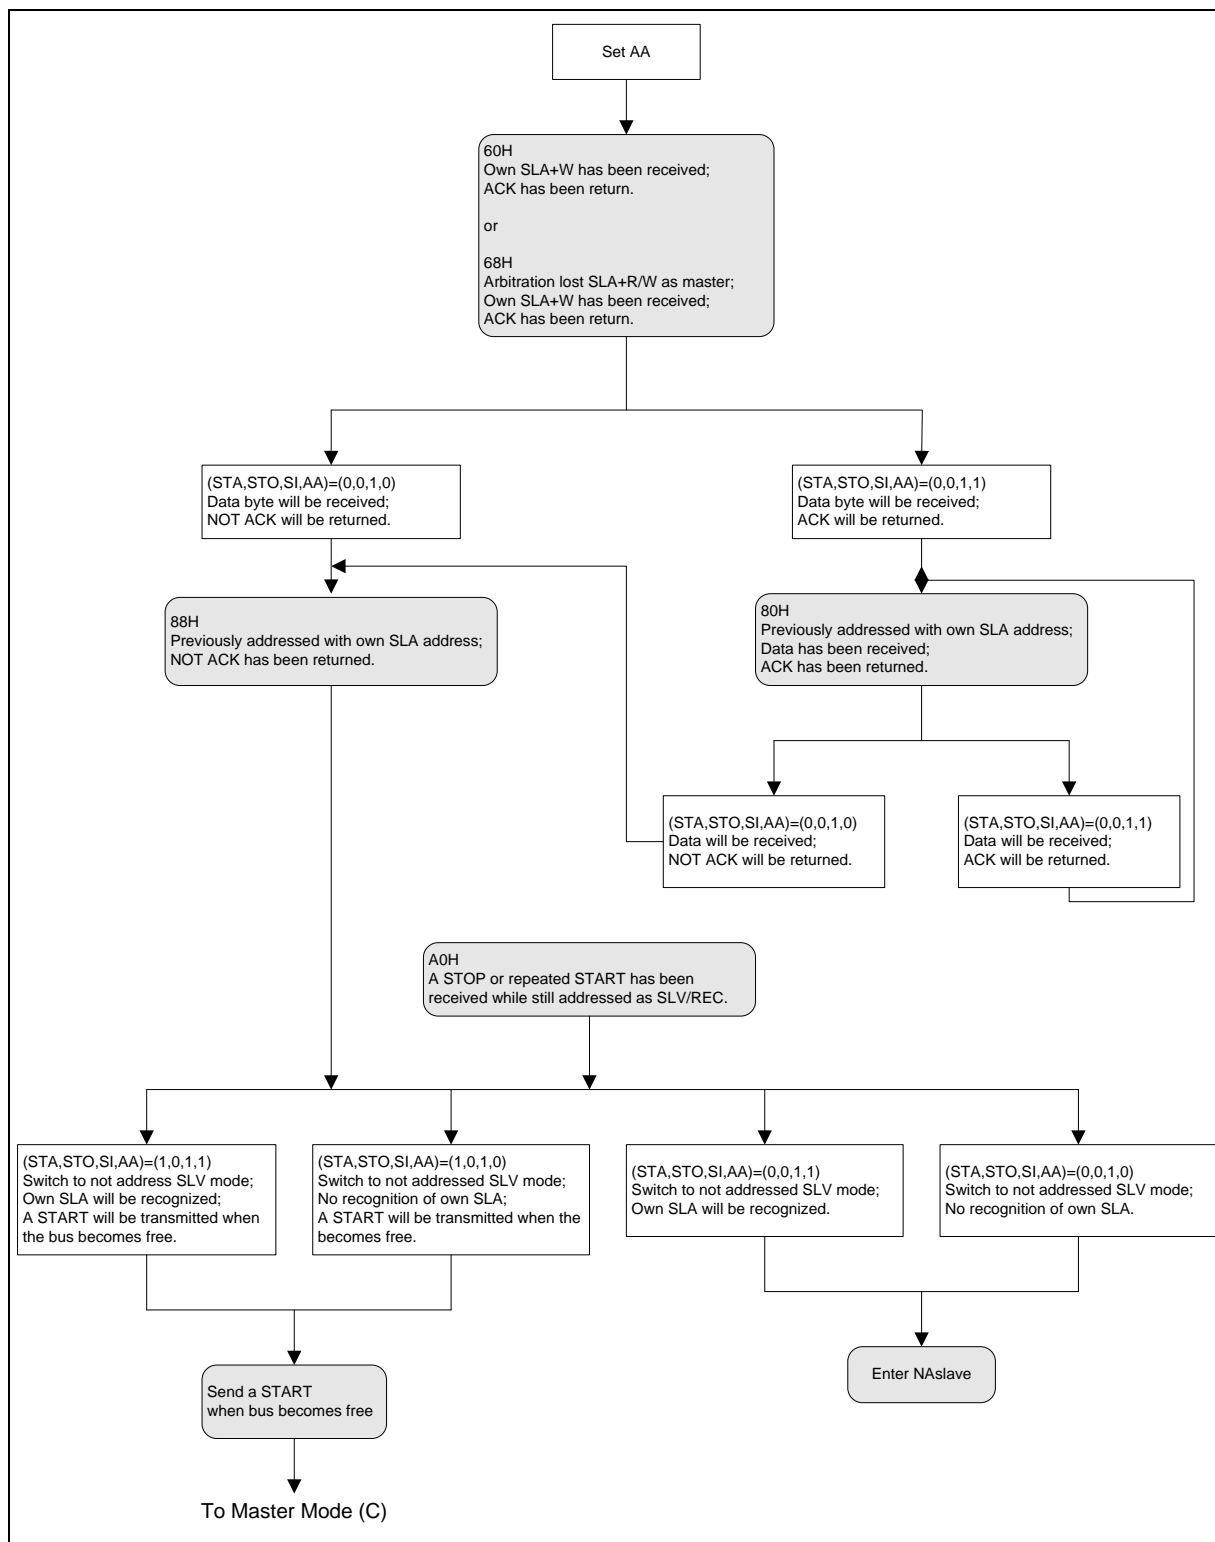 Set AA
60H
Own SLA+W has been received;
ACK has been return.
or
68H
Arbitration lost SLA+R/W as master;
Own SLA+W has been received;
ACK has been return.
(STA,STO,SI,AA)=(0,0,1,0)
Data byte will be received;
NOT ACK will be returned.
(STA,STO,SI,AA)=(0,0,1,1)
Data byte will be received;
ACK will be returned.
88H
Previously addressed with own SLA address;
NOT ACK has been returned.
80H
Previously addressed with own SLA address;
Data has been received;
ACK has been returned.
(STA,STO,SI,AA)=(0,0,1,0)
Data will be received;
NOT ACK will be returned.
(STA,STO,SI,AA)=(0,0,1,1)
Data will be received;
ACK will be returned.
A0H
A STOP or repeated START has been
received while still addressed as SLV/REC.
(STA,STO,SI,AA)=(1,0,1,1)
Switch to not address SLV mode;
Own SLA will be recognized;
A START will be transmitted when
the bus becomes free.
(STA,STO,SI,AA)=(1,0,1,0)
Switch to not addressed SLV mode;
No recognition of own SLA;
A START will be transmitted when the
becomes free.
(STA,STO,SI,AA)=(0,0,1,1)
Switch to not addressed SLV mode;
Own SLA will be recognized.
(STA,STO,SI,AA)=(0,0,1,0)
Switch to not addressed SLV mode;
No recognition of own SLA.
Send a START
when bus becomes free
Enter NAslave
To Master Mode (C)